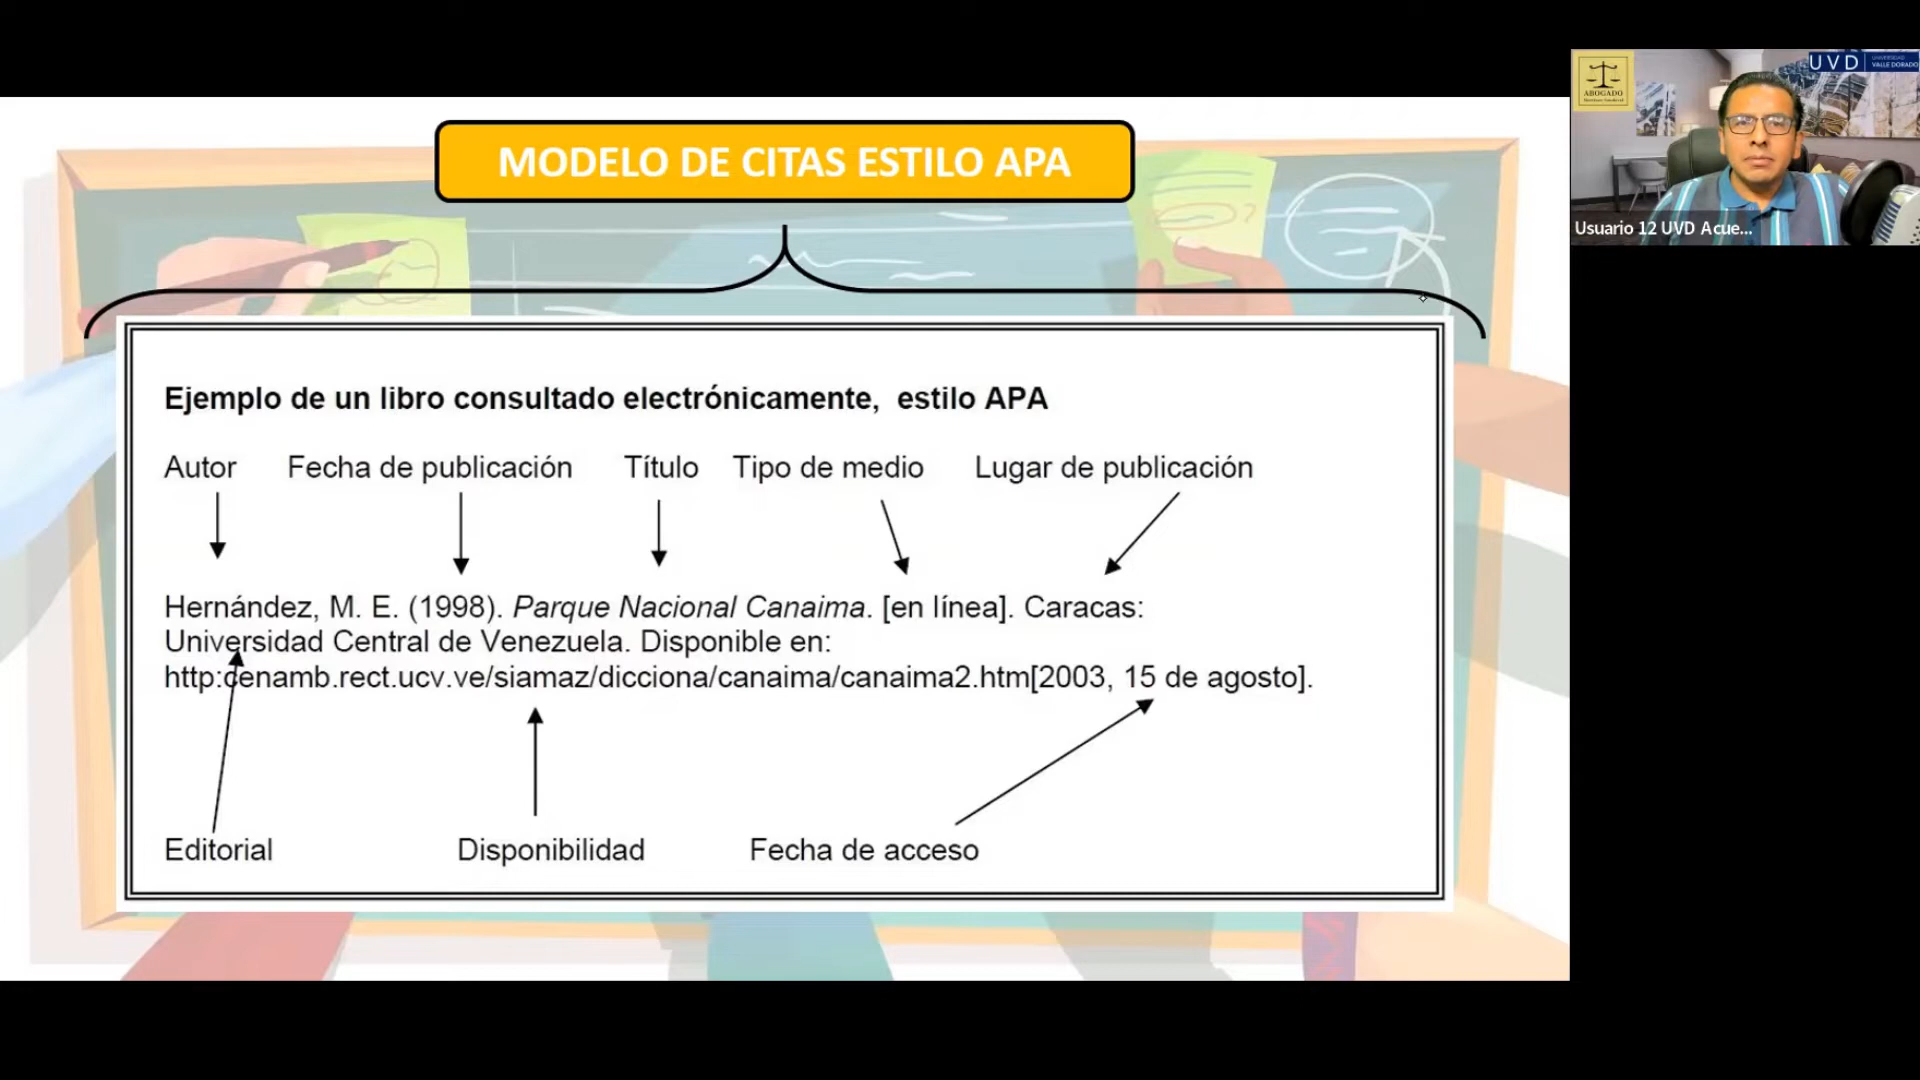 MODELO DE CITAS ESTILO APA
Ejemplo de un libro consultado electrónicamente, estilo APA
Autor Fecha de publicación Título Tipo de medio Lugar de publicación
Hernández, M. E. (1998). Parque Nacional Canaima. [en línea]. Caracas:
Universidad Central de Venezuela. Disponible en:
http:cenamb.rect.ucv.ve/siamaz/dicciona/canaima/canaima2.htm[2003, 15 de agosto].
Editorial Disponibilidad Fecha de acceso
ABOGADO
UVD
UNIVERSIDAD
VALLE DORADO
Usuario 12 UVD Acue...